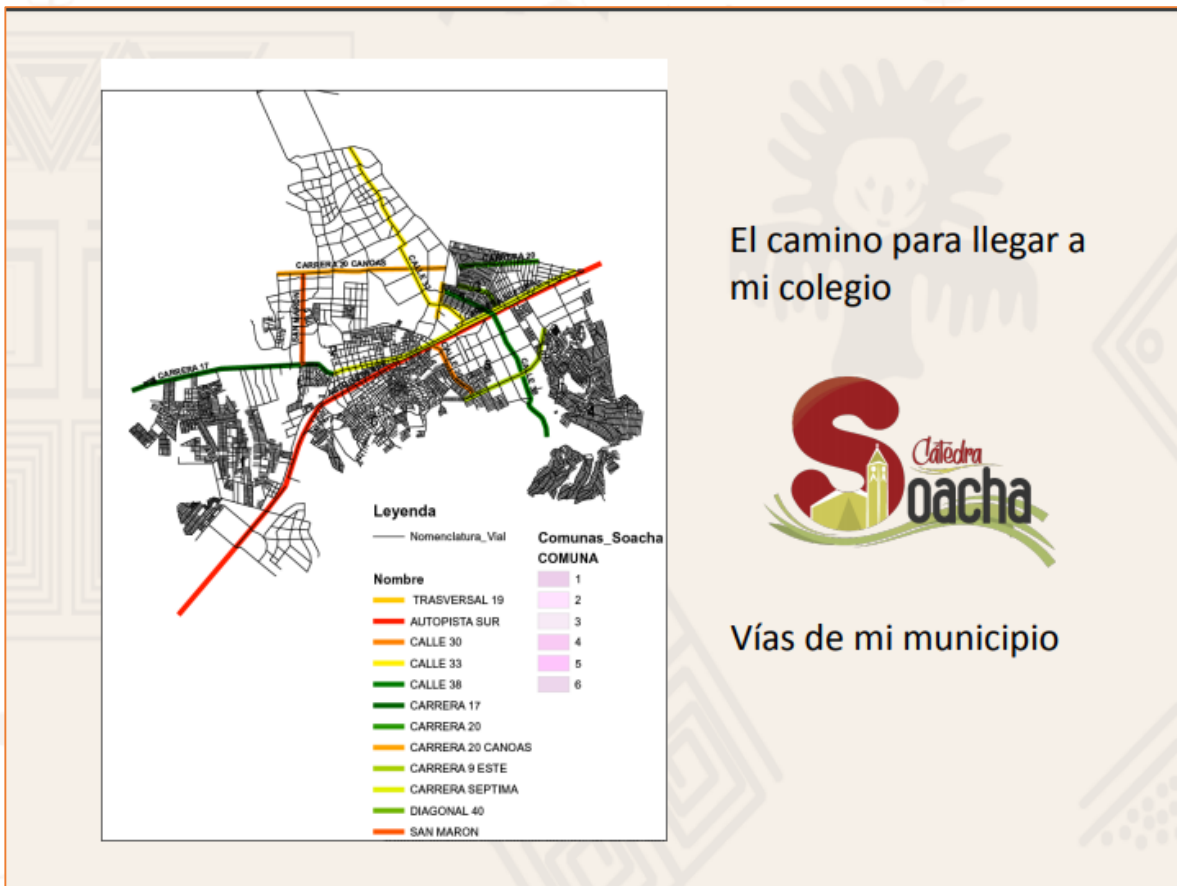 CARRERA 20 CANOAS
CARRERA 20
SAN MARON
CARRERA 17
Leyenda
Nomenclatura_Vial
Nombre
TRASVERSAL 19
AUTOPISTA SUR
CALLE 30
CALLE 33
CALLE 38
CARRERA 17
CARRERA 20
CARRERA 20 CANOAS
CARRERA 9 ESTE
CARRERA SEPTIMA
DIAGONAL 40
SAN MARON
Comunas_Soacha
COMUNA
1
2
3
4
5
6
El camino para llegar a
mi colegio
Cátedra
Soacha
Vías de mi municipio